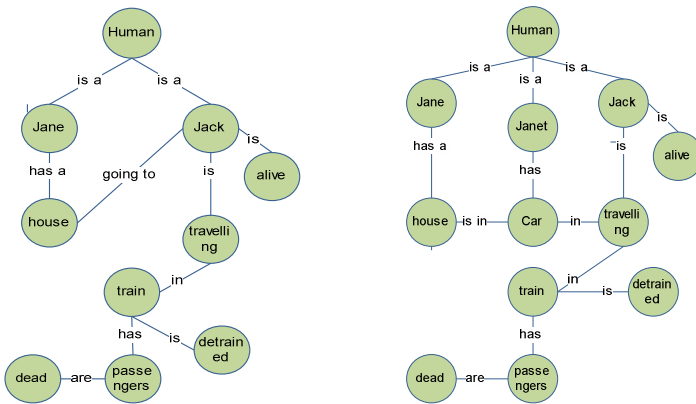 Human
is a
is a
Jane
Jack
is
has a
going to
is
alive
house
travelli
ng
in
train
has
is
detrain
ed
dead
are
passe
ngers
Human
is a
is a
is a
Jane
Janet
Jack
is
has a
has
is
alive
house
is in
Car
in
travelli
ng
in
train
is
detrain
ed
has
dead
are
passe
ngers